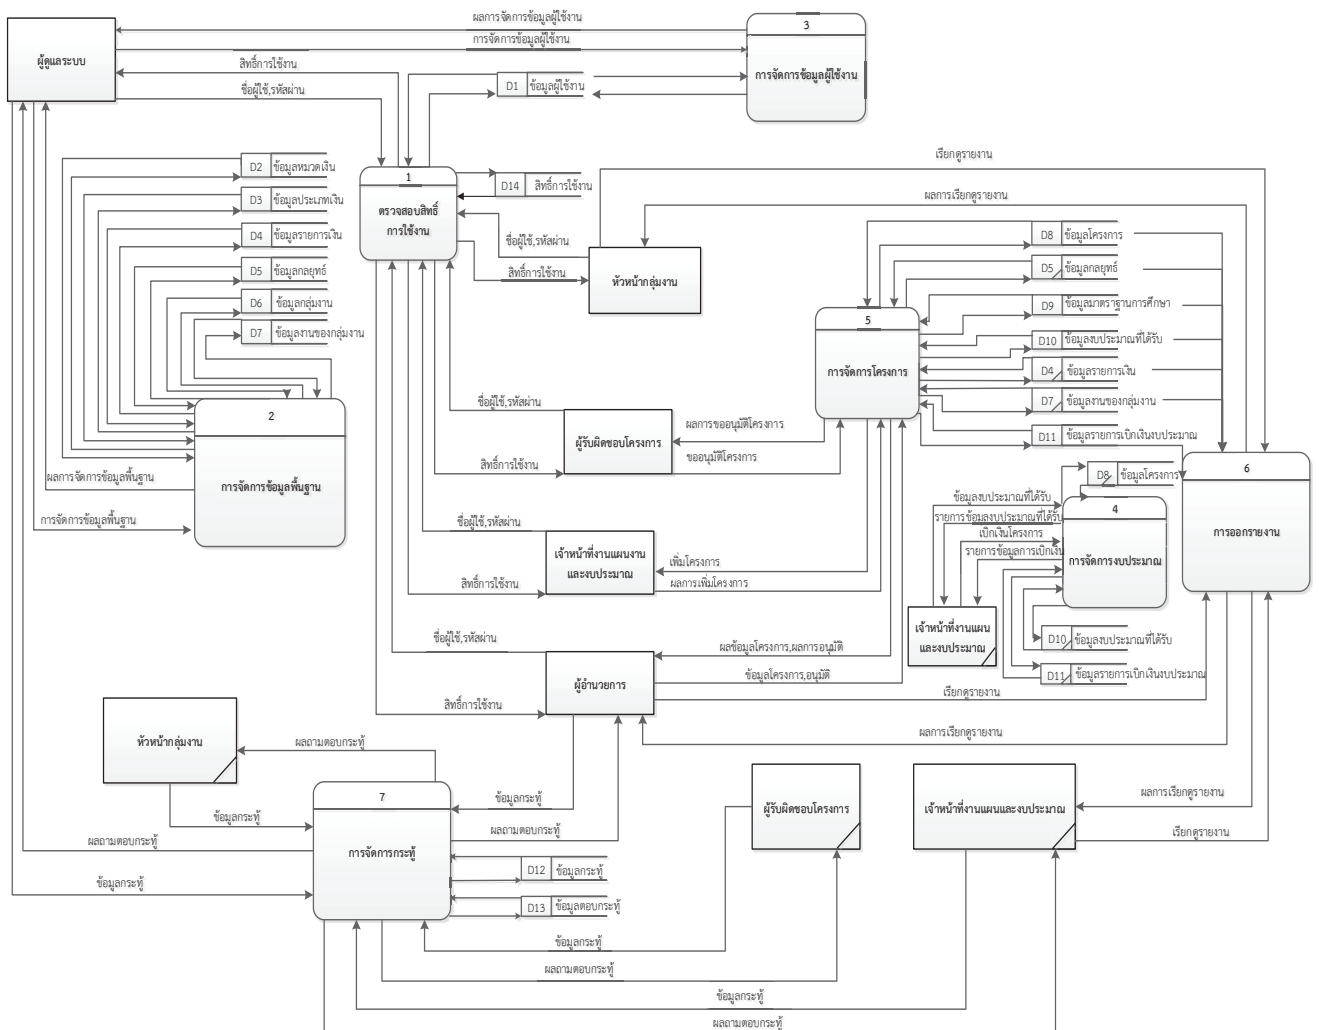 ผลการจัดการข้อมูลผู้ใช้งาน
3
การจัดการข้อมูลผู้ใช้งาน
ผู้ดูแลระบบ
สิทธิ์การใช้งาน
การจัดการข้อมูลผู้ใช้งาน
D1 ข้อมูลผู้ใช้งาน
ชื่อผู้ใช้,รหัสผ่าน
D2 ข้อมูลหมวดเงิน
D3 ข้อมูลประเภทเงิน
D4 ข้อมูลรายการเงิน
D5 ข้อมูลกลยุทธ์
D6 ข้อมูลกลุ่มงาน
D7 ข้อมูลงานของกลุ่มงาน
1
ตรวจสอบสิทธิ์
การใช้งาน
D14 สิทธิ์การใช้งาน
ชื่อผู้ใช้,รหัสผ่าน
สิทธิ์การใช้งาน
หัวหน้ากลุ่มงาน
เรียกดูรายงาน
ผลการเรียกดูรายงาน
D8 ข้อมูลโครงการ
D5 ข้อมูลกลยุทธ์
D9 ข้อมูลมาตราฐานการศึกษา
D10 ข้อมูลงบประมาณที่ได้รับ
D4 ข้อมูลรายการเงิน
D7 ข้อมูลงานของกลุ่มงาน
D11 ข้อมูลรายการเบิกเงินงบประมาณ
5
การจัดการโครงการ
2
การจัดการข้อมูลพื้นฐาน
ผลการจัดการข้อมูลพื้นฐาน
การจัดการข้อมูลพื้นฐาน
ชื่อผู้ใช้,รหัสผ่าน
ผู้รับผิดชอบโครงการ
สิทธิ์การใช้งาน
ผลการขออนุมัติโครงการ
ขออนุมัติโครงการ
6
การออกรายงาน
D8 ข้อมูลโครงการ
4
การจัดการงบประมาณ
ข้อมูลงบประมาณที่ได้รับ
รายการข้อมูลงบประมาณที่ได้รับ
เบิกเงินโครงการ
รายการข้อมูลการเบิกเงิน
ชื่อผู้ใช้,รหัสผ่าน
เจ้าหน้าที่งานแผนงาน
และงบประมาณ
สิทธิ์การใช้งาน
เพิ่มโครงการ
ผลการเพิ่มโครงการ
เจ้าหน้าที่งานแผน
และงบประมาณ
D10 ข้อมูลงบประมาณที่ได้รับ
D11 ข้อมูลรายการเบิกเงินงบประมาณ
ชื่อผู้ใช้,รหัสผ่าน
ผู้อำนวยการ
สิทธิ์การใช้งาน
ผลข้อมูลโครงการ,ผลการอนุมัติ
ข้อมูลโครงการ,อนุมัติ
เรียกดูรายงาน
ผลการเรียกดูรายงาน
หัวหน้ากลุ่มงาน
ผลถามตอบกระทู้
ข้อมูลกระทู้
7
การจัดการกระทู้
ข้อมูลกระทู้
ผลถามตอบกระทู้
ผลถามตอบกระทู้
ข้อมูลกระทู้
D12 ข้อมูลกระทู้
D13 ข้อมูลตอบกระทู้
ผู้รับผิดชอบโครงการ
เจ้าหน้าที่งานแผนและงบประมาณ
ผลการเรียกดูรายงาน
เรียกดูรายงาน
ข้อมูลกระทู้
ผลถามตอบกระทู้
ข้อมูลกระทู้
ผลถามตอบกระทู้